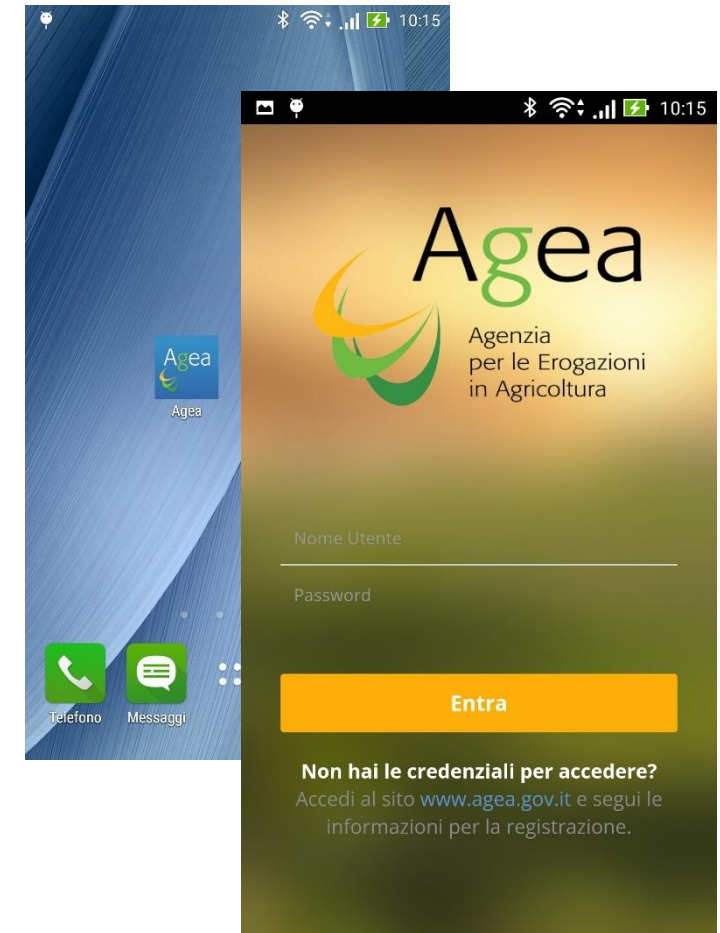 10:15
Agea
Agea
Telefono
Messaggi
10:15
Agea
Agenzia
per le Erogazioni
in Agricoltura
Nome Utente
Password
Entra
Non hai le credenziali per accedere?
Accedi al sito www.agea.gov.it e segui le
informazioni per la registrazione.